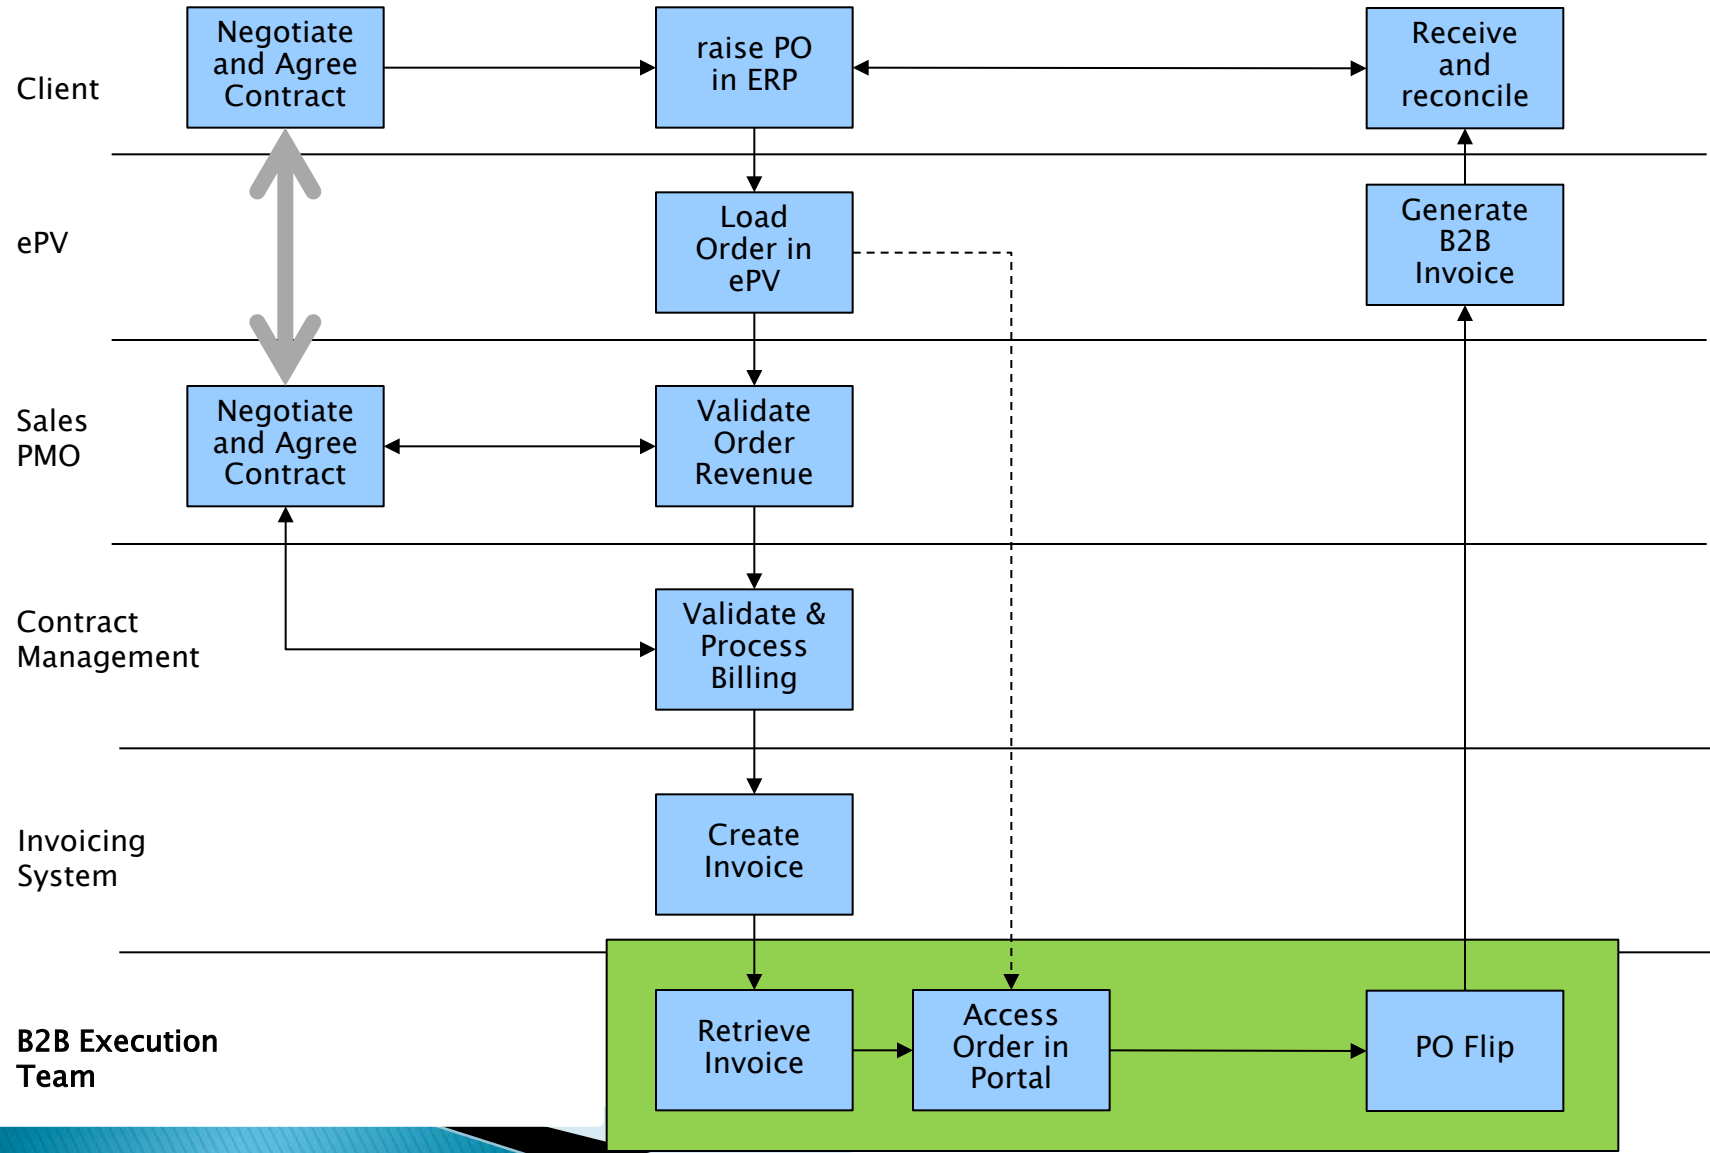 Client
Negotiate
and Agree
Contract
raise PO
in ERP
Receive
and
reconcile
ePV
Load
Order in
ePV
Generate
B2B
Invoice
Sales
PMO
Negotiate
and Agree
Contract
Validate
Order
Revenue
Contract
Management
Validate &
Process
Billing
Invoicing
System
Create
Invoice
B2B Execution
Team
Retrieve
Invoice
Access
Order in
Portal
PO Flip